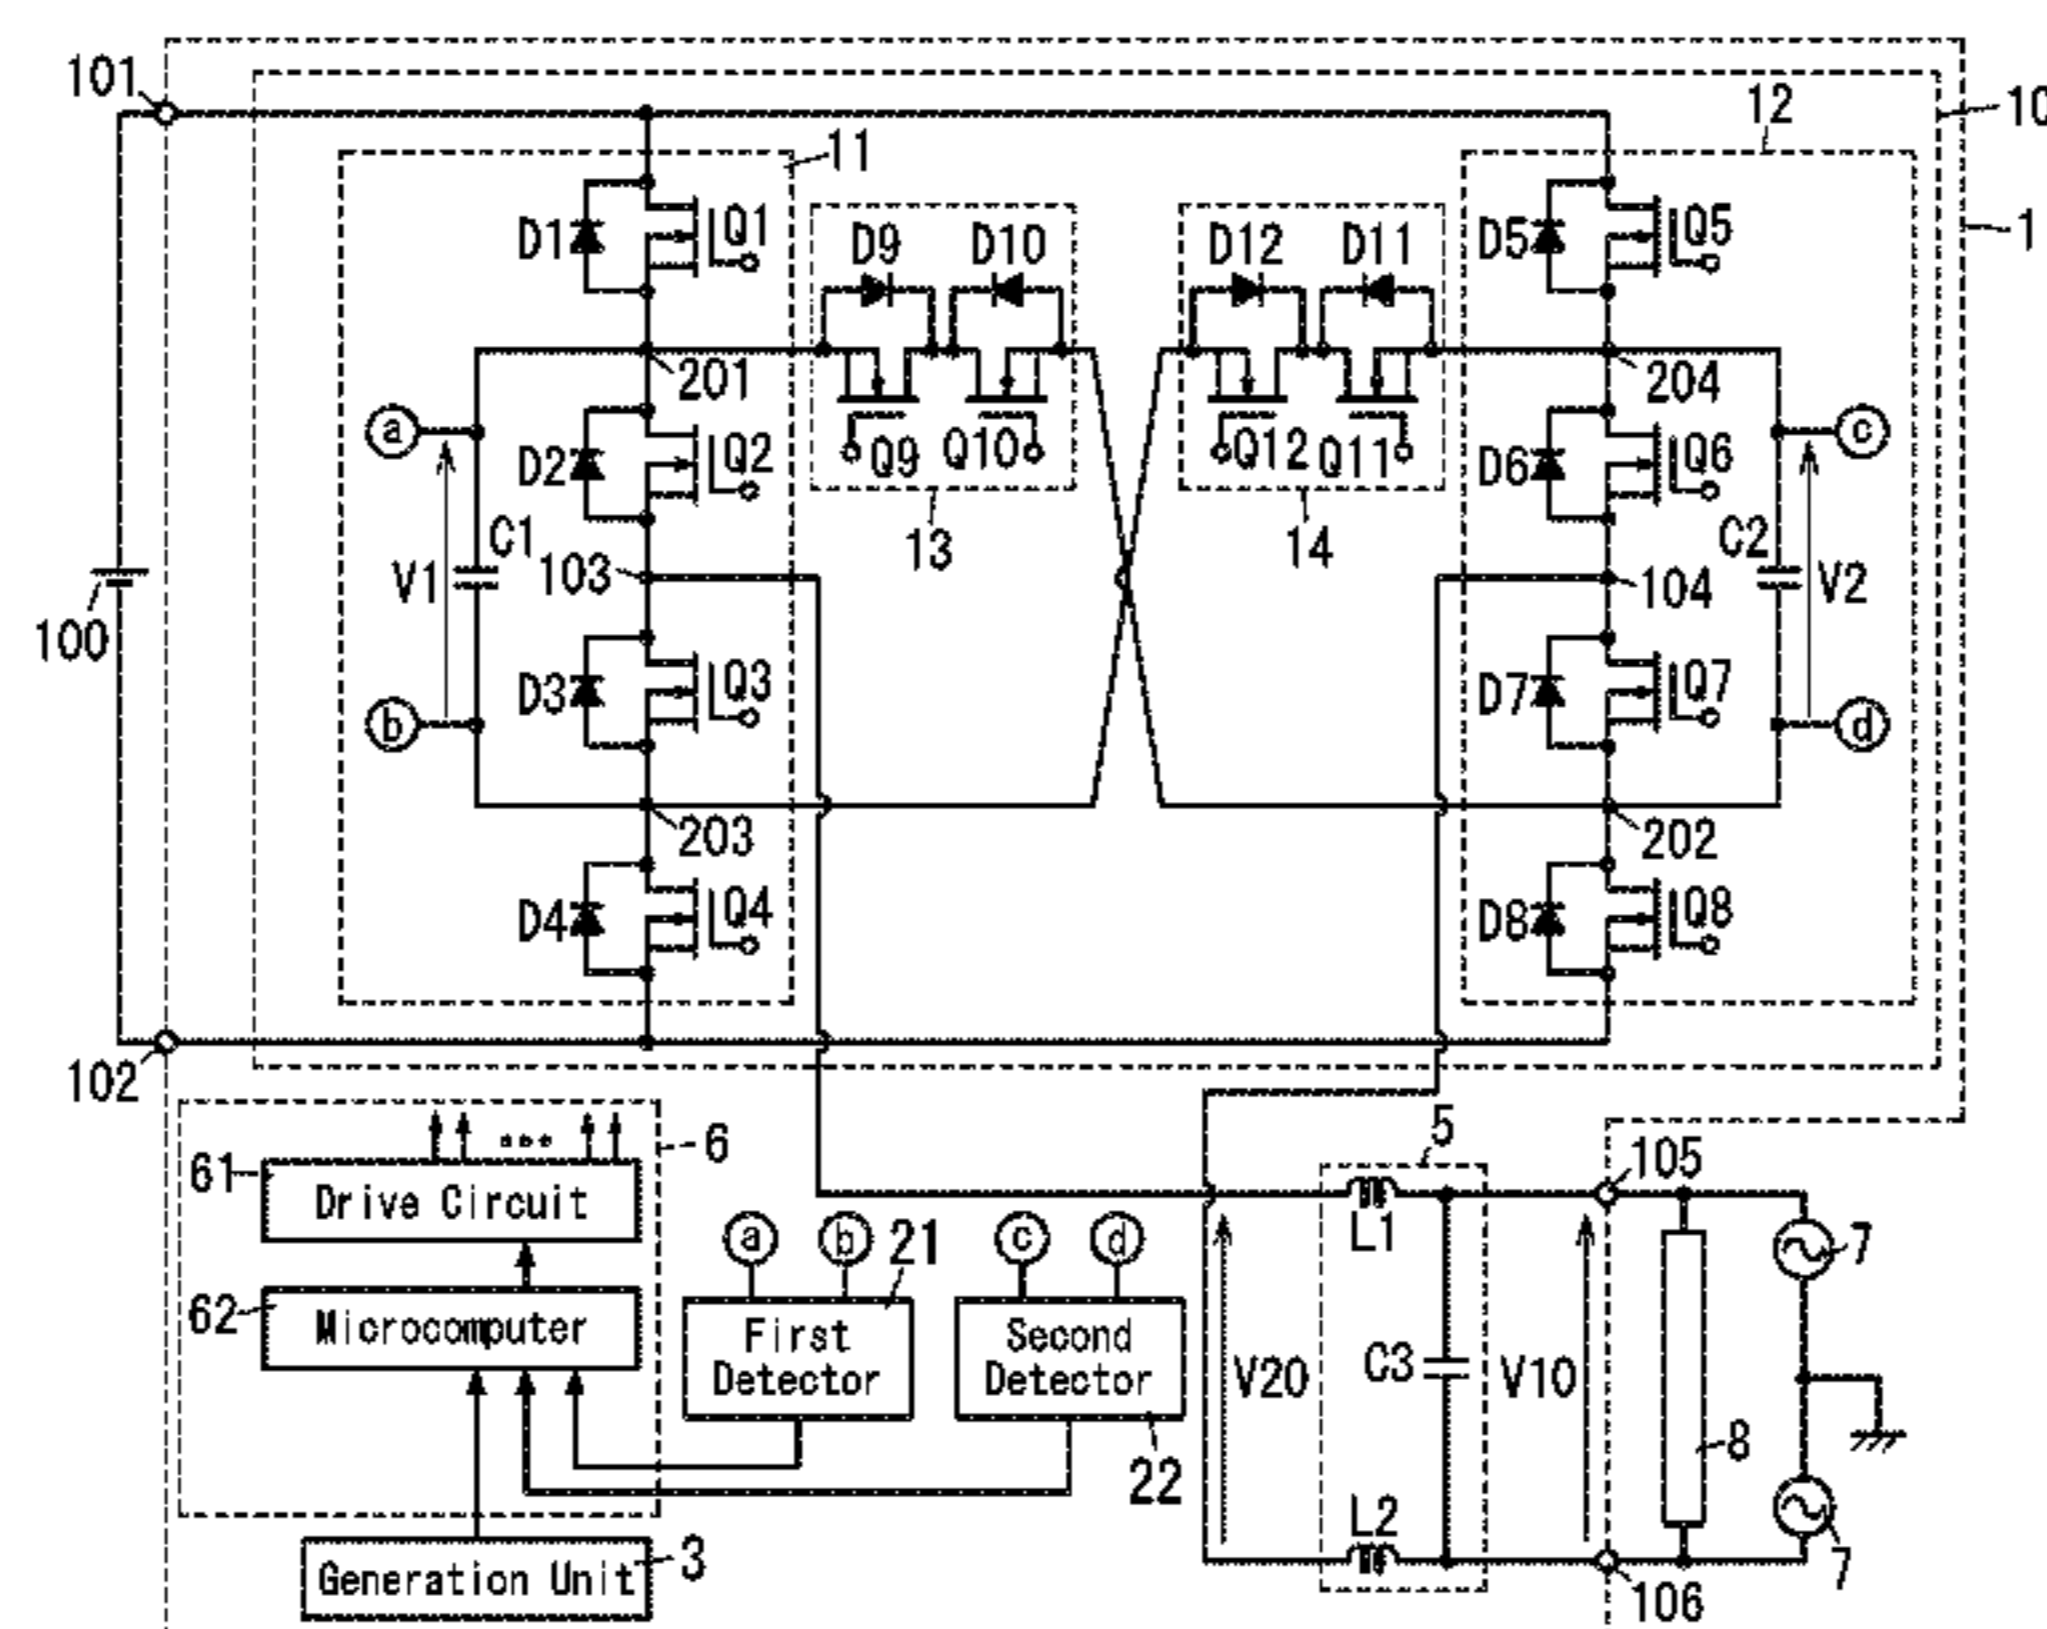 101
10
12
11
1
D1
Q1
D9
D10
D12
D11
D5
Q5
201
204
a
c
D2
Q2
Q9
Q10
Q12
Q11
D6
Q6
13
14
C1
C2
V1
103
104
V2
100
D3
Q3
D7
Q7
b
d
203
202
D4
Q4
D8
Q8
102
5
6
105
61
Drive Circuit
a
b
21
c
d
L1
7
62
Microcomputer
First
Detector
Second
Detector
V20
C3
V10
8
22
L2
3
Generation Unit
7
106